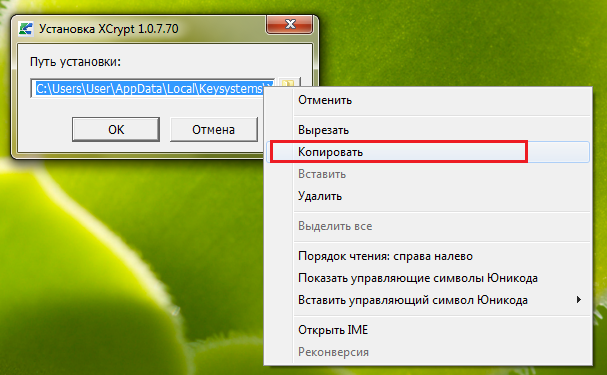 Установка XCrypt 1.0.7.70
Путь установки:
C:\Users\User\AppData\Local\Keysystems\
OK
Отмена
Отменить
Вырезать
Копировать
Вставить
Удалить
Выделить все
Порядок чтения: справа налево
Показать управляющие символы Юникода
Вставить управляющий символ Юникода
Открыть IME
Реконверсия